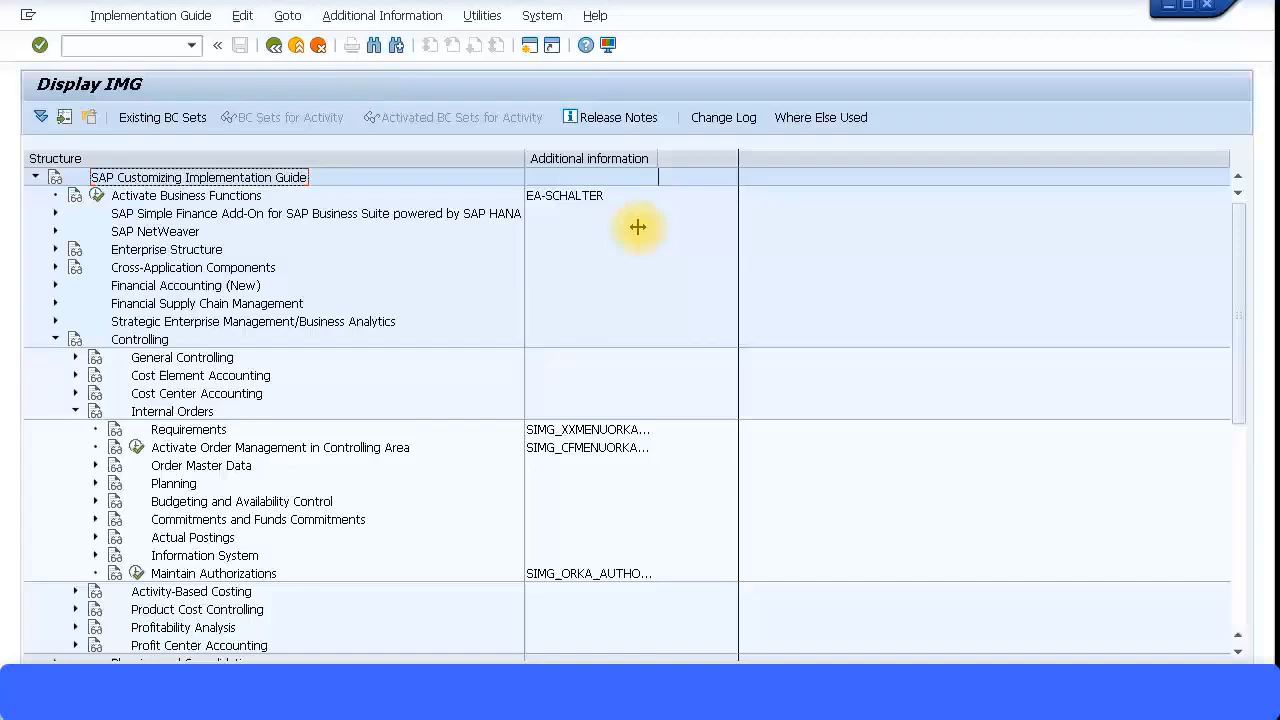 Implementation Guide Edit Goto Additional Information Utilities System Help
Display IMG
Existing BC Sets BC Sets for Activity Activated BC Sets for Activity Release Notes Change Log Where Else Used
Structure Additional information
SAP Customizing Implementation Guide
Activate Business Functions EA-SCHALTER
SAP Simple Finance Add-On for SAP Business Suite powered by SAP HANA
SAP NetWeaver
Enterprise Structure
Cross-Application Components
Financial Accounting (New)
Financial Supply Chain Management
Strategic Enterprise Management/Business Analytics
Controlling
General Controlling
Cost Element Accounting
Cost Center Accounting
Internal Orders
Requirements SIMG_XXMENUORKA...
Activate Order Management in Controlling Area SIMG_CFMENUORKA...
Order Master Data
Planning
Budgeting and Availability Control
Commitments and Funds Commitments
Actual Postings
Information System
Maintain Authorizations SIMG_ORKA_AUTHO...
Activity-Based Costing
Product Cost Controlling
Profitability Analysis
Profit Center Accounting